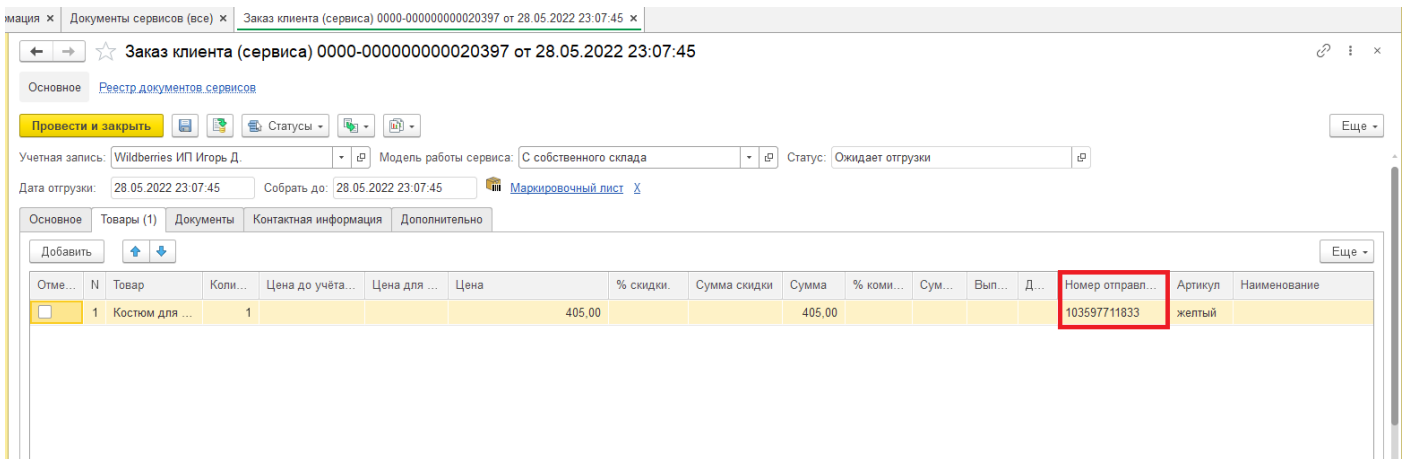 мация × Документы сервисов (все) × Заказ клиента (сервиса) 0000-000000000020397 от 28.05.2022 23:07:45 ×
Заказ клиента (сервиса) 0000-000000000020397 от 28.05.2022 23:07:45
Основное Реестр документов сервисов
Провести и закрыть Статусы Еще
Учетная запись: Wildberries ИП Игорь Д. Модель работы сервиса: С собственного склада Статус: Ожидает отгрузки
Дата отгрузки: 28.05.2022 23:07:45 Собрать до: 28.05.2022 23:07:45 Маркировочный лист X
Основное Товары (1) Документы Контактная информация Дополнительно
Добавить Еще
Отме... N Товар Коли... Цена до учёта... Цена для ... Цена % скидки. Сумма скидки Сумма % коми... Сум... Вып... Д... Номер отправл... Артикул Наименование
1 Костюм для ... 1 405,00 405,00 103597711833 желтый